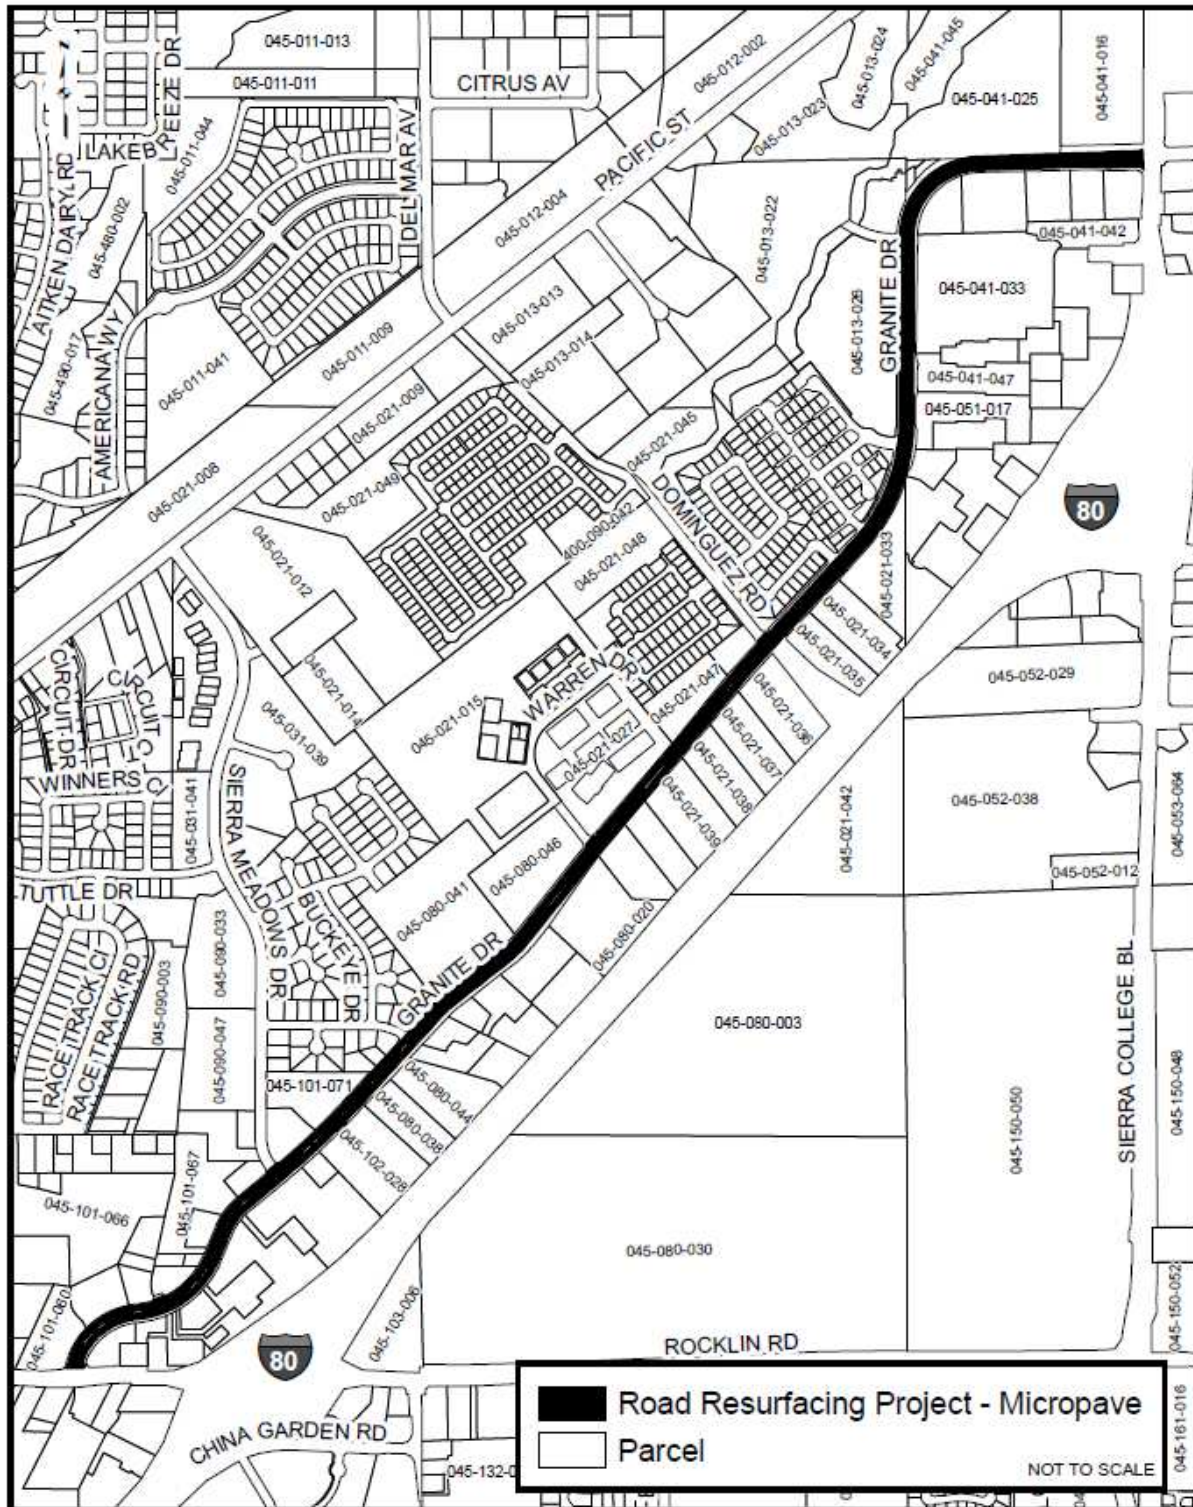 045-011-013
045-011-011
LAKEBREEZE DR
045-011-044
CITRUS AV
DEL MAR AV
045-012-002
045-013-024
045-041-045
045-041-025
045-041-016
045-013-023
PACIFIC ST
045-012-004
AITKEN DAIRY RD
045-480-002
045-490-017
AMERICANA WY
045-011-041
045-011-009
045-013-013
045-013-014
045-013-022
045-013-026
GRANITE DR
045-041-042
045-041-033
045-041-047
045-051-017
045-021-009
045-021-008
045-021-049
045-021-045
DOMINGUEZ RD
80
045-021-012
400-090-042
045-021-048
045-021-033
045-021-034
045-021-035
045-052-029
CIRCUIT DR
CIRCUIT CT
045-021-014
045-031-039
045-021-015
WARREN DR
045-021-047
045-021-027
045-021-036
045-021-037
045-021-038
045-021-039
WINNERS CI
045-031-041
SIERRA MEADOWS DR
045-021-042
045-052-038
045-053-064
045-052-012
TUTTLE DR
045-080-046
045-080-041
BUCKEYE DR
045-080-020
GRANITE DR
045-090-033
045-090-003
RACE TRACK CI
RACE TRACK RD
045-090-047
045-101-071
045-080-044
045-080-038
045-102-028
045-080-003
045-150-050
SIERRA COLLEGE BL
045-150-048
045-101-067
045-101-066
045-080-030
045-101-060
045-103-006
045-150-052
80
ROCKLIN RD
CHINA GARDEN RD
045-132-0
Road Resurfacing Project - Micropave
Parcel
NOT TO SCALE
045-161-016